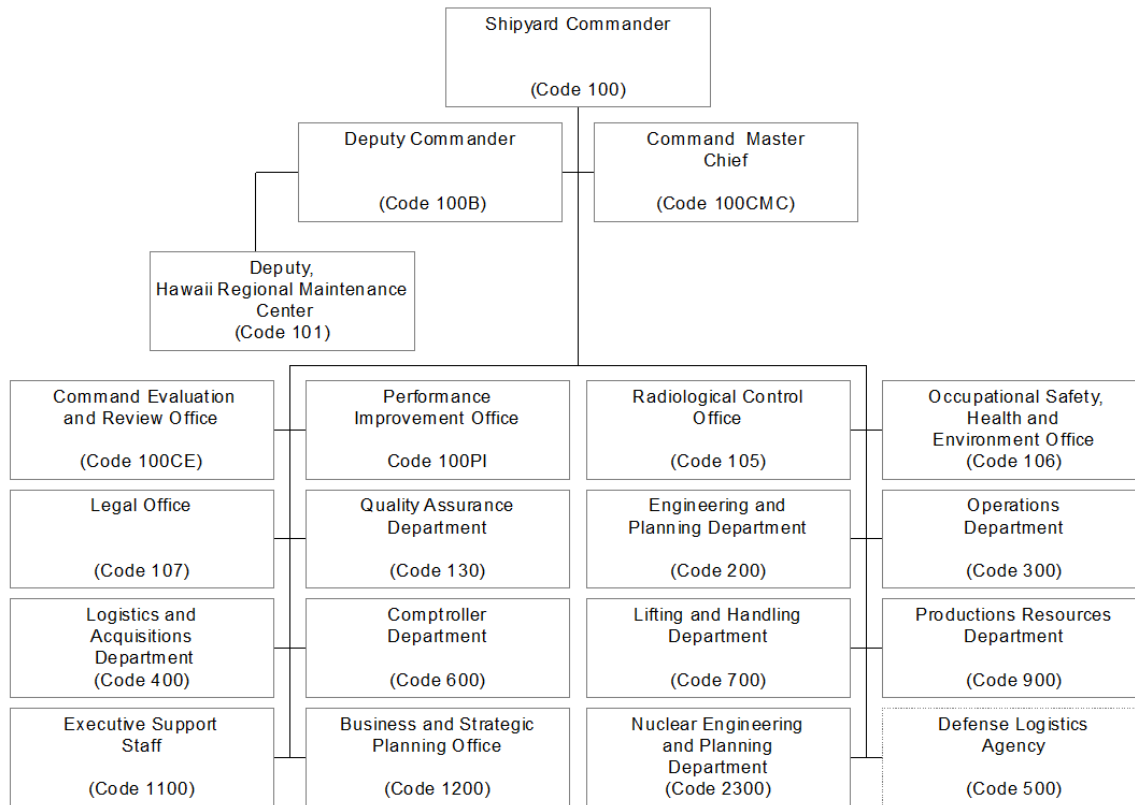 Shipyard Commander
(Code 100)
Deputy Commander
(Code 100B)
Command Master
Chief
(Code 100CMC)
Deputy,
Hawaii Regional Maintenance
Center
(Code 101)
Command Evaluation
and Review Office
(Code 100CE)
Performance
Improvement Office
Code 100PI
Radiological Control
Office
(Code 105)
Occupational Safety,
Health and
Environment Office
(Code 106)
Legal Office
(Code 107)
Quality Assurance
Department
(Code 130)
Engineering and
Planning Department
(Code 200)
Operations
Department
(Code 300)
Logistics and
Acquisitions
Department
(Code 400)
Comptroller
Department
(Code 600)
Lifting and Handling
Department
(Code 700)
Productions Resources
Department
(Code 900)
Executive Support
Staff
(Code 1100)
Business and Strategic
Planning Office
(Code 1200)
Nuclear Engineering
and Planning
Department
(Code 2300)
Defense Logistics
Agency
(Code 500)